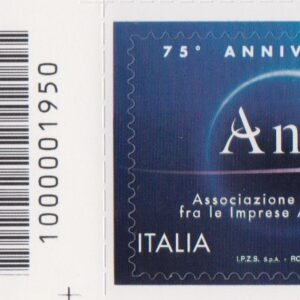 1000001950
75° ANNIV
An
Associazione
fra le Imprese A
ITALIA
I.P.Z.S. S.p.A. - RO